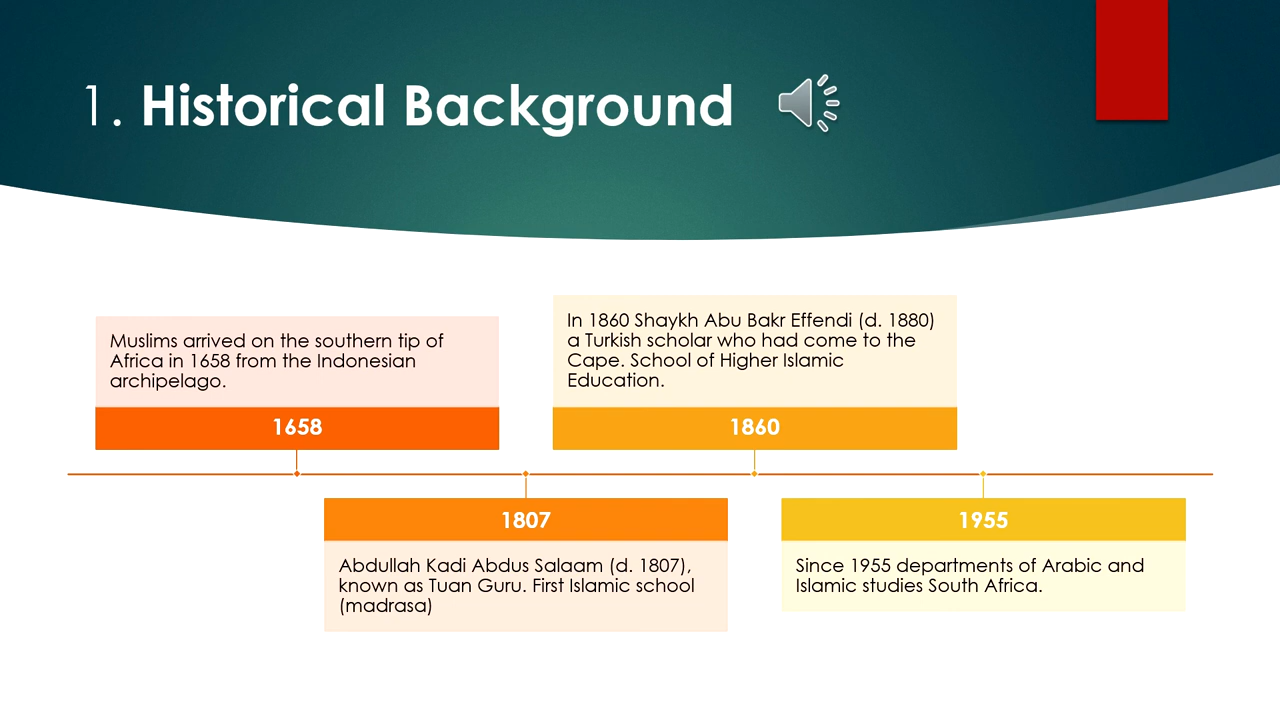 1. Historical Background
Muslims arrived on the southern tip of
Africa in 1658 from the Indonesian
archipelago.
1658
Abdullah Kadi Abdus Salaam (d. 1807),
known as Tuan Guru. First Islamic school
(madrasa)
1807
In 1860 Shaykh Abu Bakr Effendi (d. 1880)
a Turkish scholar who had come to the
Cape. School of Higher Islamic
Education.
1860
1955
Since 1955 departments of Arabic and
Islamic studies South Africa.